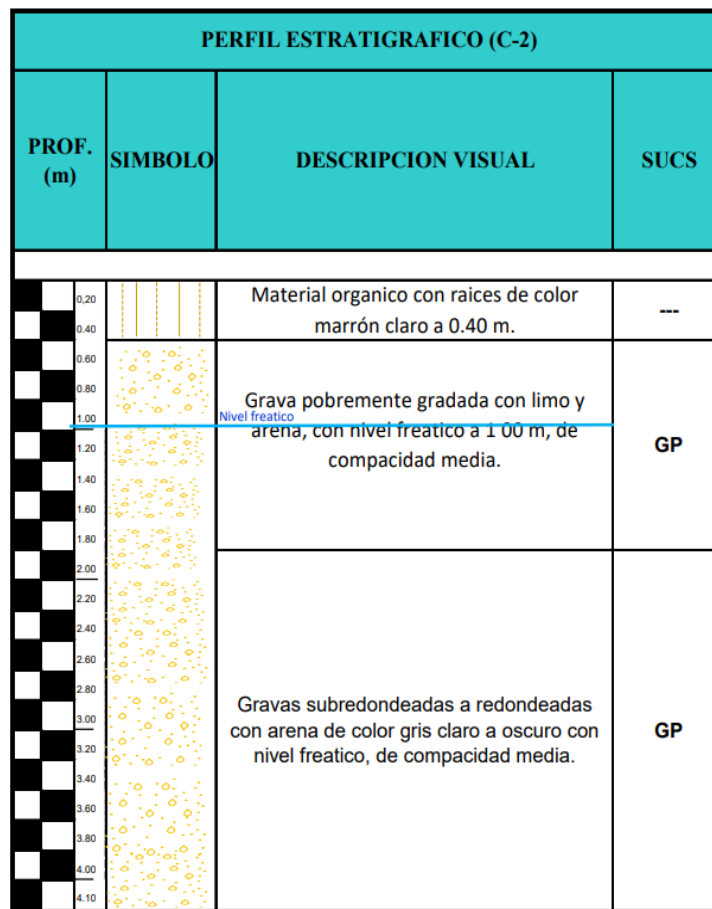 PERFIL ESTRATIGRAFICO (C-2)
PROF.
(m)
SIMBOLO
DESCRIPCION VISUAL
SUCS
0,20
0.40
Material organico con raices de color
marrón claro a 0.40 m.
---
0.60
0.80
1.00
1.20
1.40
1.60
1.80
Grava pobremente gradada con limo y
Nivel freatico
arena, con nivel freatico a 1 00 m, de
compacidad media.
GP
2.00
2.20
2.40
2.60
2.80
3.00
3.20
3.40
3.60
3.80
4.00
4.10
Gravas subredondeadas a redondeadas
con arena de color gris claro a oscuro con
nivel freatico, de compacidad media.
GP